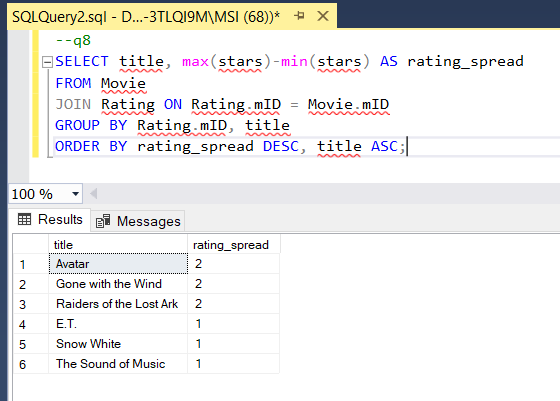 SQLQuery2.sql - D...-3TLQI9M\MSI (68))*
--q8
SELECT title, max(stars)-min(stars) AS rating_spread
FROM Movie
JOIN Rating ON Rating.mID = Movie.mID
GROUP BY Rating.mID, title
ORDER BY rating_spread DESC, title ASC;
100 %
Results Messages
title rating_spread
1 Avatar 2
2 Gone with the Wind 2
3 Raiders of the Lost Ark 2
4 E.T. 1
5 Snow White 1
6 The Sound of Music 1